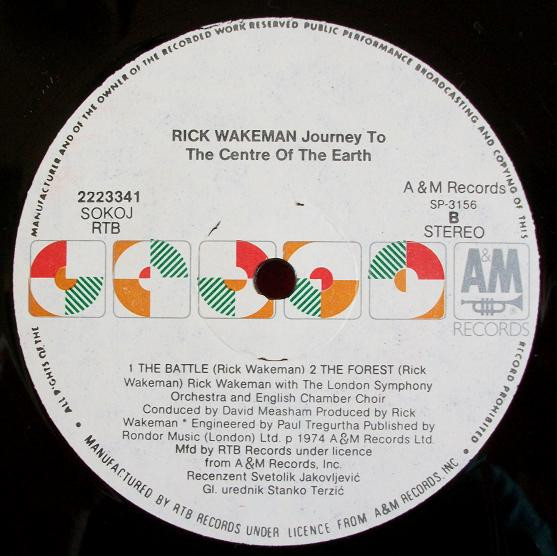 MANUFACTURER AND OF THE OWNER OF THE RECORDED WORK RESERVED PUBLIC PERFORMANCE BROADCASTING AND COPYING OF THIS
RECORD PROHIBITED •
• ALL RIGHTS OF THE
RICK WAKEMAN Journey To
The Centre Of The Earth
2223341
SOKOJ
RTB
A & M Records
SP-3156
B
STEREO
A&M
RECORDS
1 THE BATTLE (Rick Wakeman) 2 THE FOREST (Rick
Wakeman) Rick Wakeman with The London Symphony
Orchestra and English Chamber Choir
Conduced by David Measham Produced by Rick
Wakeman * Engineered by Paul Tregurtha Published by
Rondor Music (London) Ltd. p 1974 A&M Records Ltd.
Mfd by RTB Records under licence
from A&M Records, Inc.
Recenzent Svetolik Jakovljević
Gl. urednik Stanko Terzić
MANUFACTURED BY RTB RECORDS UNDER LICENCE FROM A&M RECORDS, INC